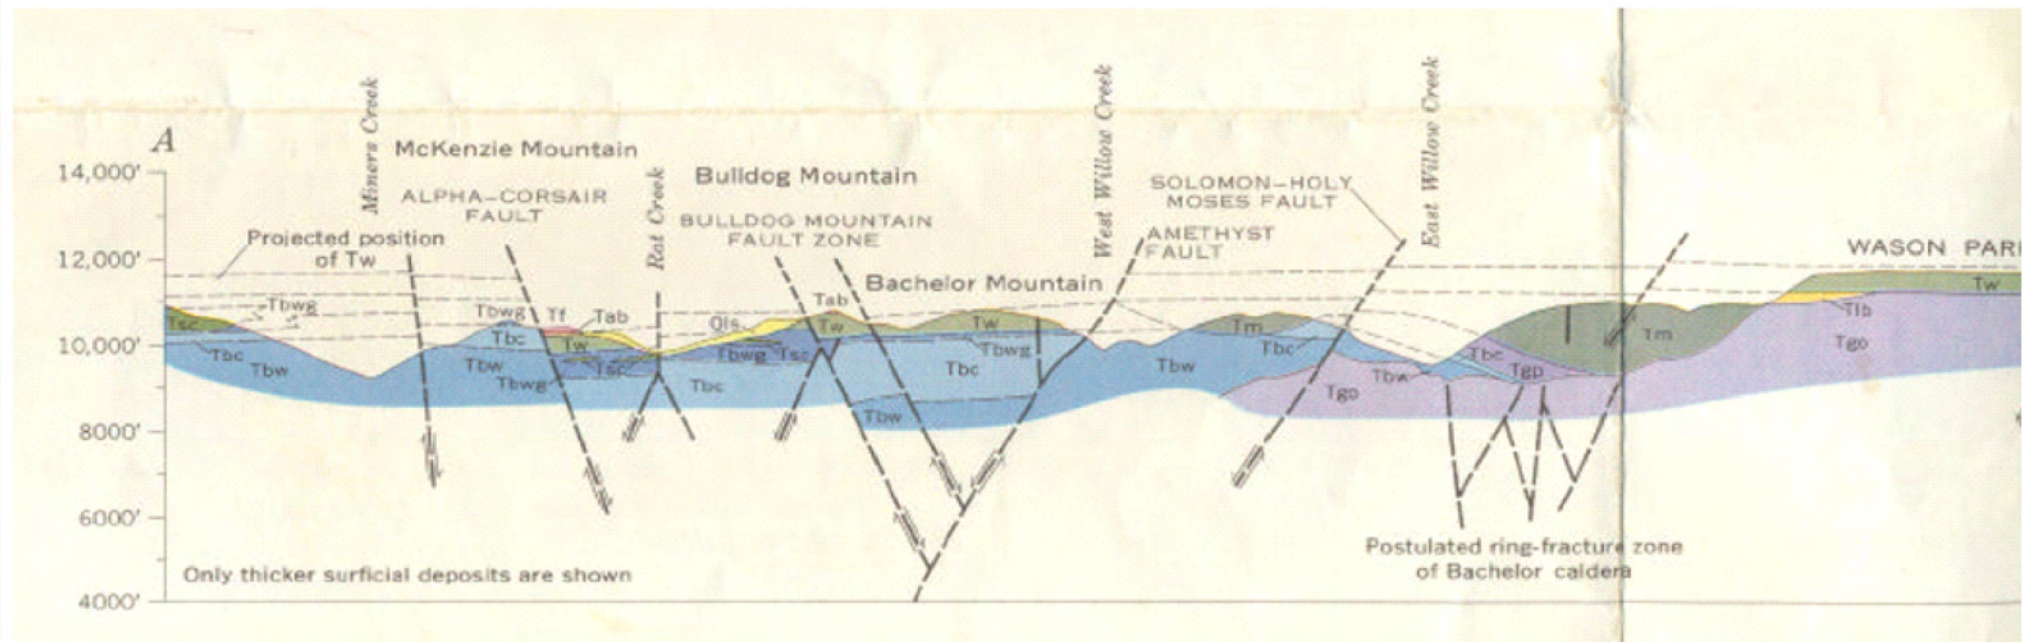 A
14,000'
12,000'
10,000'
8000'
6000'
4000'
Miners Creek
McKenzie Mountain
ALPHA–CORSAIR
FAULT
Rat Creek
Bulldog Mountain
BULLDOG MOUNTAIN
FAULT ZONE
West Willow Creek
SOLOMON–HOLY
MOSES FAULT
AMETHYST
FAULT
East Willow Creek
WASON PAR
Projected position
of Tw
Bachelor Mountain
Tbwg
Tsc
Tbc
Tbw
Tbwg
Tf
Tab
Tbc
Tw
Tbw
Tsc
Tbwg
Qls
Tab
Tw
Tbwg
Tsc
Tbc
Tw
Tbwg
Tbc
Tbw
Tbw
Tm
Tbc
Tgp
Tbw
Tbc
Tgp
Tm
Tw
Tlb
Tgo
Postulated ring-fracture zone
of Bachelor caldera
Only thicker surficial deposits are shown